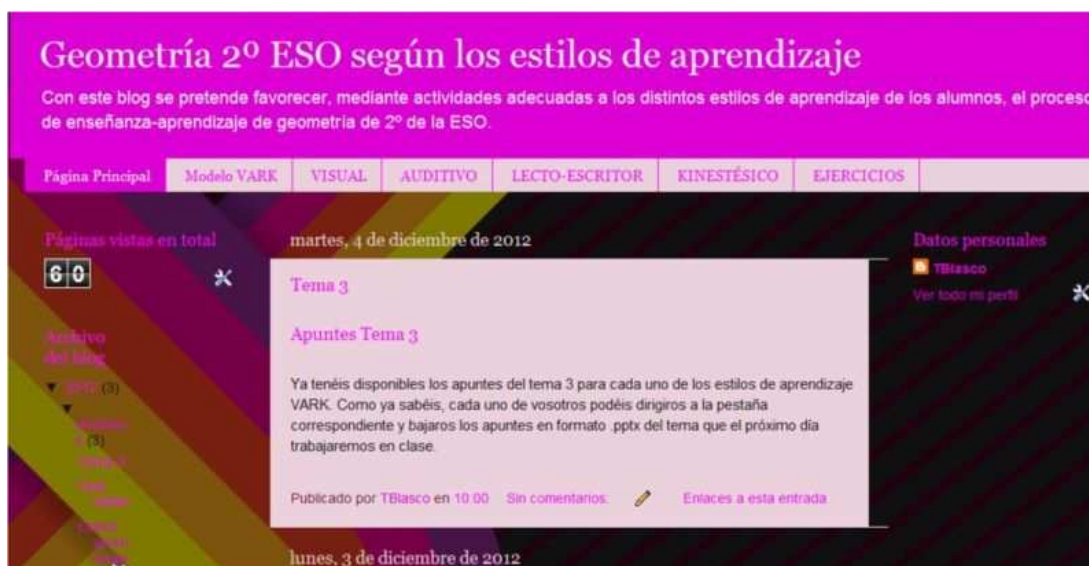 Geometría 2º ESO según los estilos de aprendizaje
Con este blog se pretende favorecer, mediante actividades adecuadas a los distintos estilos de aprendizaje de los alumnos, el proceso
de enseñanza-aprendizaje de geometría de 2º de la ESO.
Página Principal Modelo VARK VISUAL AUDITIVO LECTO-ESCRITOR KINESTÉSICO EJERCICIOS
Páginas vistas en total
60
Archivo
del blog
(3)
(3)
martes, 4 de diciembre de 2012
Tema 3
Apuntes Tema 3
Ya tenéis disponibles los apuntes del tema 3 para cada uno de los estilos de aprendizaje
VARK. Como ya sabéis, cada uno de vosotros podéis dirigiros a la pestaña
correspondiente y bajaros los apuntes en formato .pptx del tema que el próximo día
trabajaremos en clase.
Publicado por TBlasco en 10:00 Sin comentarios: Enlaces a esta entrada
lunes, 3 de diciembre de 2012
Datos personales
TBlasco
Ver todo mi perfil